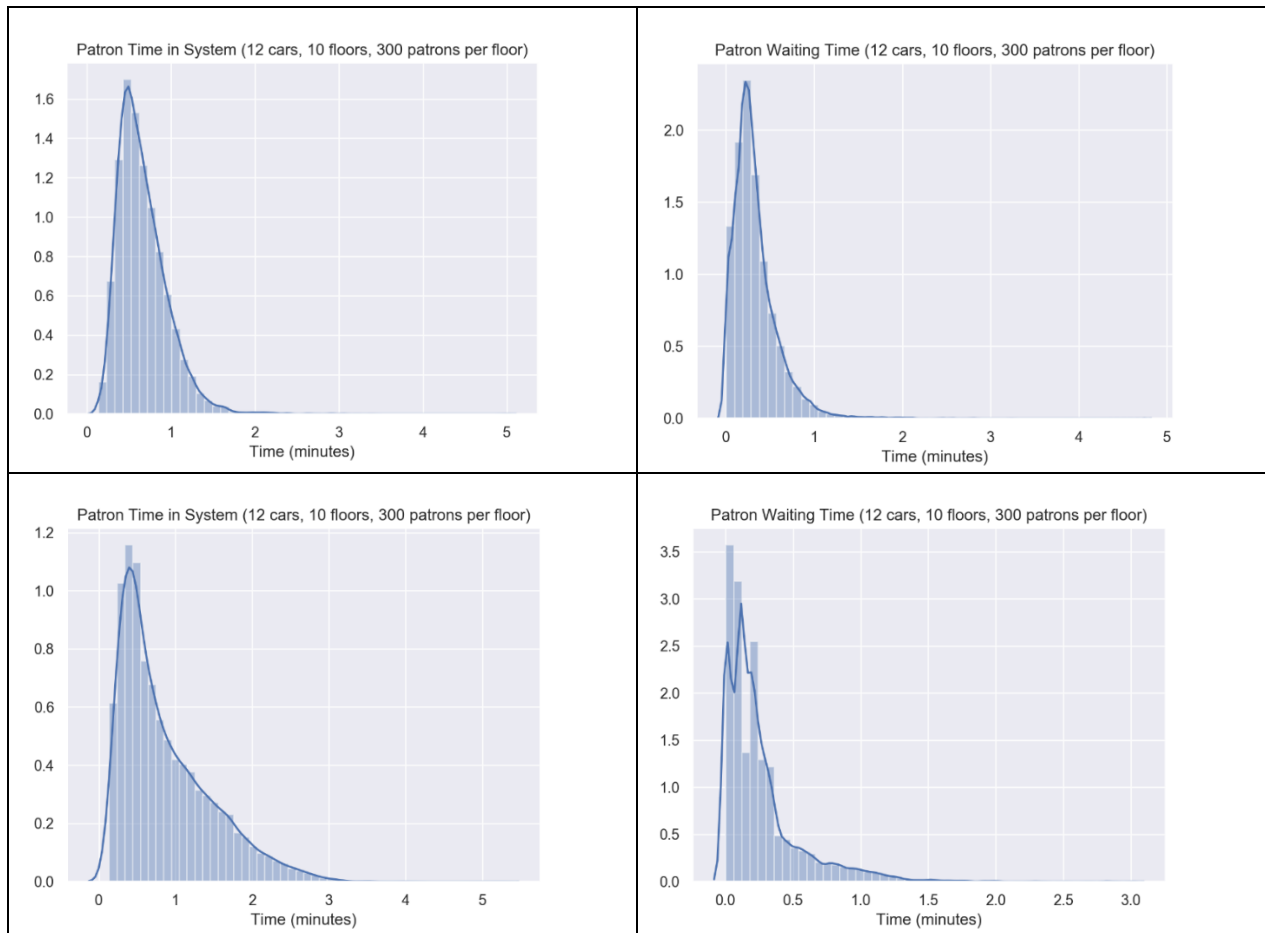 Patron Time in System (12 cars, 10 floors, 300 patrons per floor)
1.6
1.4
1.2
1.0
0.8
0.6
0.4
0.2
0.0
0 1 2 3 4 5
Time (minutes)
Patron Waiting Time (12 cars, 10 floors, 300 patrons per floor)
2.0
1.5
1.0
0.5
0.0
0 1 2 3 4 5
Time (minutes)
Patron Time in System (12 cars, 10 floors, 300 patrons per floor)
1.2
1.0
0.8
0.6
0.4
0.2
0.0
0 1 2 3 4 5
Time (minutes)
Patron Waiting Time (12 cars, 10 floors, 300 patrons per floor)
3.5
3.0
2.5
2.0
1.5
1.0
0.5
0.0
0.0 0.5 1.0 1.5 2.0 2.5 3.0
Time (minutes)